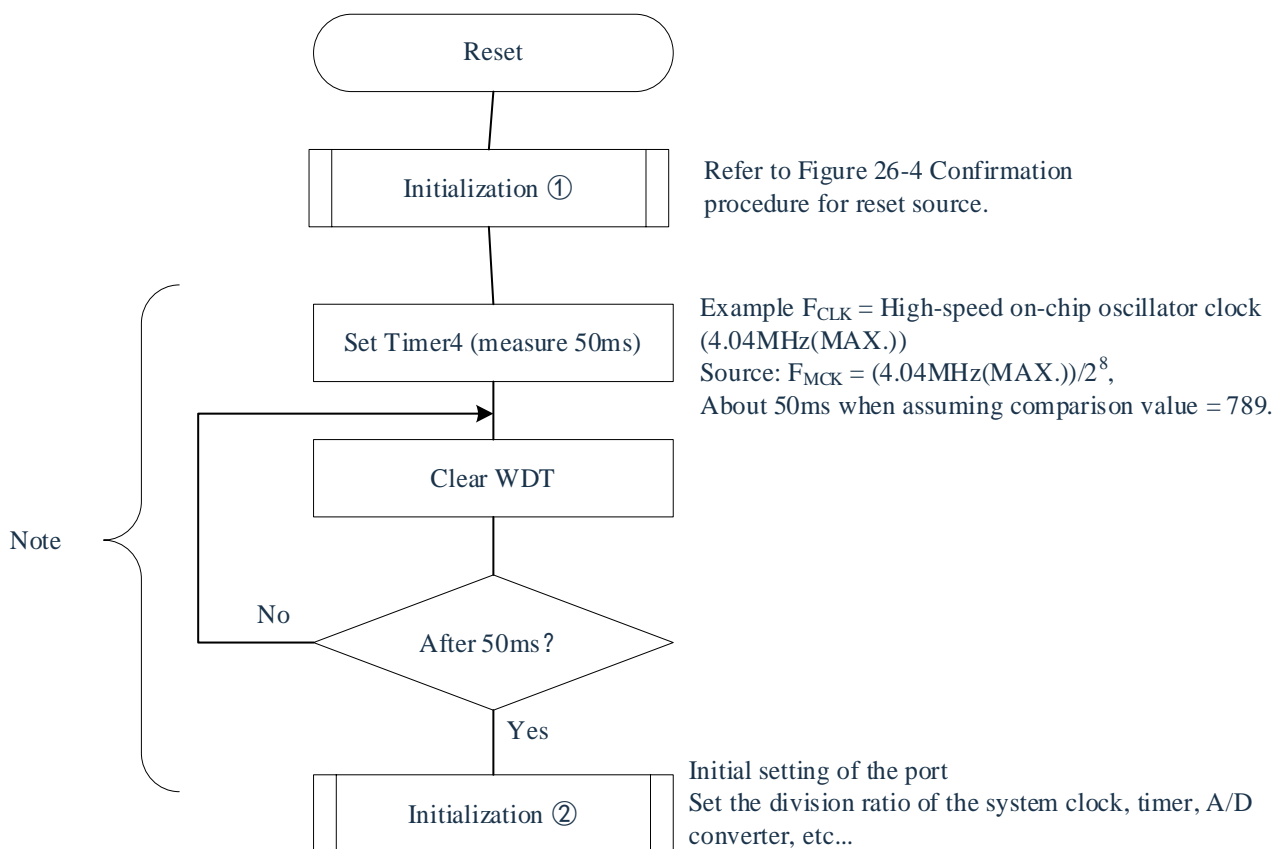 Reset
Initialization ①
Refer to Figure 26-4 Confirmation
procedure for reset source.
Set Timer4 (measure 50ms)
Example F_CLK = High-speed on-chip oscillator clock
(4.04MHz(MAX.))
Source: F_MCK = (4.04MHz(MAX.))/2^8,
About 50ms when assuming comparison value = 789.
Clear WDT
Note
No
After 50ms?
Yes
Initialization ②
Initial setting of the port
Set the division ratio of the system clock, timer, A/D
converter, etc...